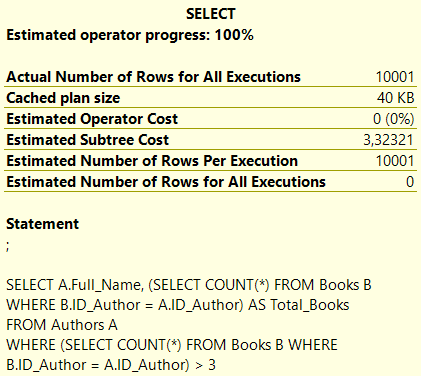 SELECT
Estimated operator progress: 100%
Actual Number of Rows for All Executions 10001
Cached plan size 40 KB
Estimated Operator Cost 0 (0%)
Estimated Subtree Cost 3,32321
Estimated Number of Rows Per Execution 10001
Estimated Number of Rows for All Executions 0
Statement
;
SELECT A.Full_Name, (SELECT COUNT(*) FROM Books B
WHERE B.ID_Author = A.ID_Author) AS Total_Books
FROM Authors A
WHERE (SELECT COUNT(*) FROM Books B WHERE
B.ID_Author = A.ID_Author) > 3